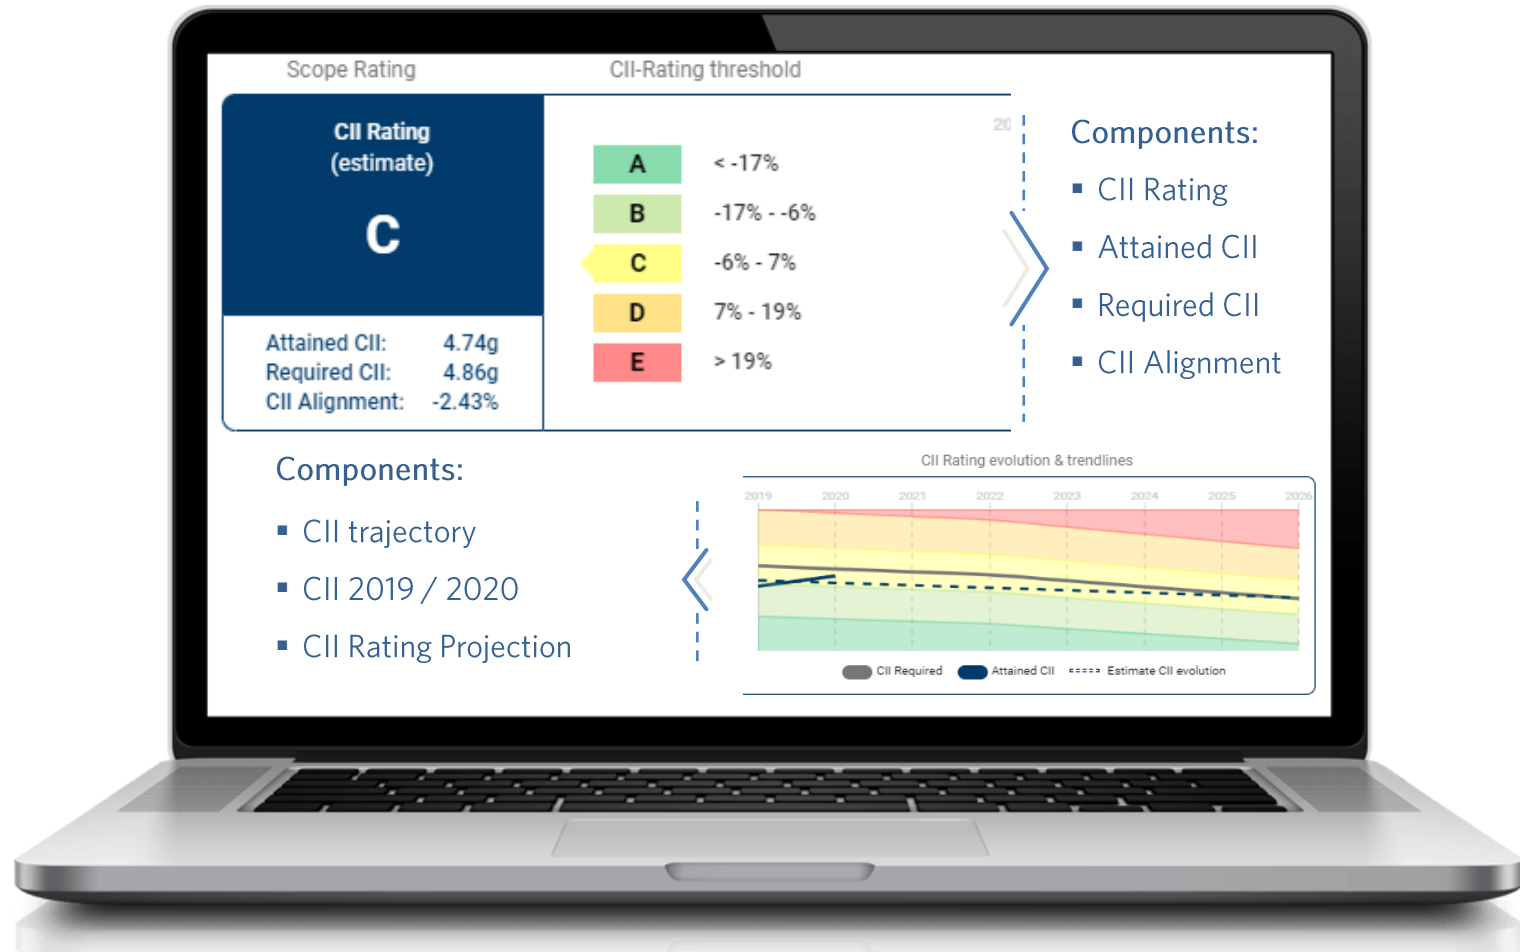 Scope Rating
CII-Rating threshold
CII Rating
(estimate)
C
Attained CII: 4.74g
Required CII: 4.86g
CII Alignment: -2.43%
20
A < -17%
B -17% - -6%
C -6% - 7%
D 7% - 19%
E > 19%
Components:
▪ CII Rating
▪ Attained CII
▪ Required CII
▪ CII Alignment
Components:
▪ CII trajectory
▪ CII 2019 / 2020
▪ CII Rating Projection
CII Rating evolution & trendlines
2019 2020 2021 2022 2023 2024 2025 2026
CII Required Attained CII Estimate CII evolution